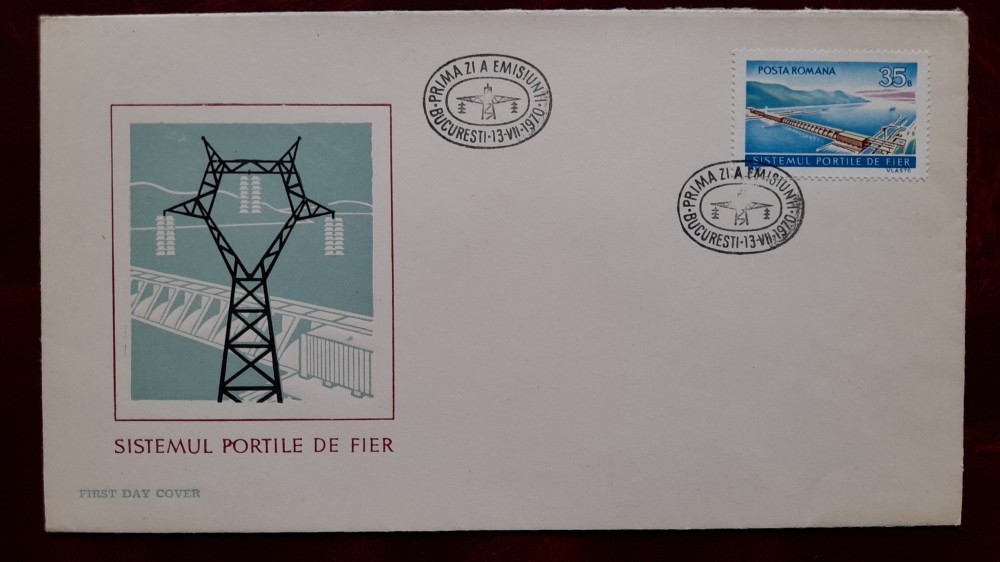 PRIMA ZI A EMISIUNII
BUCURESTI·13-VII-1970
POSTA ROMANA
35 B
SISTEMUL PORTILE DE FIER
VLASTO
PRIMA ZI A EMISIUNII
BUCURESTI·13-VII-1970
SISTEMUL PORTILE DE FIER
FIRST DAY COVER